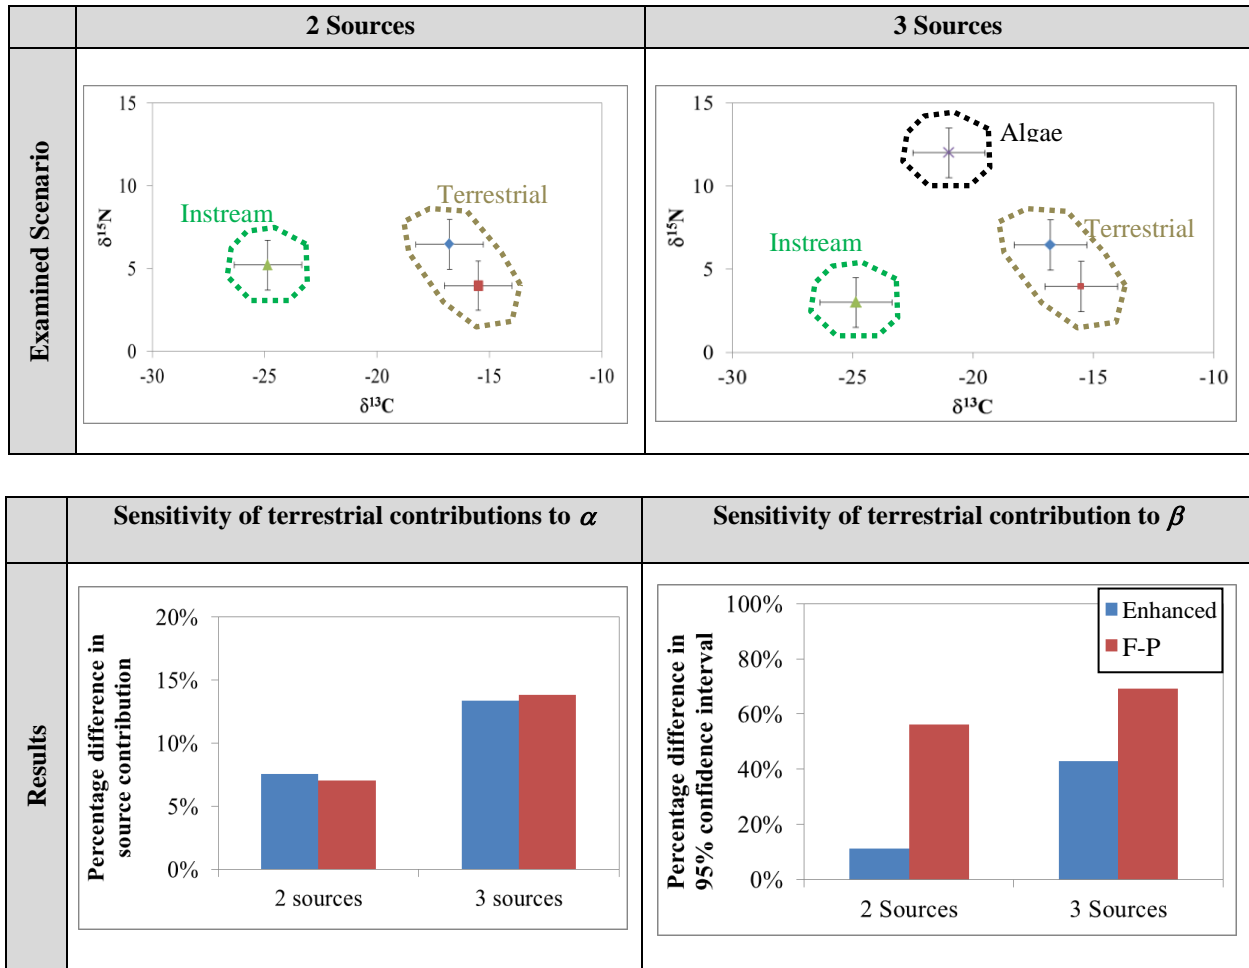 2 Sources
3 Sources
Examined Scenario
15
10
5
0
-30
-25
-20
-15
-10
δ¹⁵N
δ¹³C
Instream
Terrestrial
15
10
5
0
-30
-25
-20
-15
-10
δ¹⁵N
δ¹³C
Algae
Instream
Terrestrial
Sensitivity of terrestrial contributions to α
Sensitivity of terrestrial contribution to β
Results
Percentage difference in
source contribution
20%
15%
10%
5%
0%
2 sources
3 sources
Percentage difference in
95% confidence interval
100%
80%
60%
40%
20%
0%
2 Sources
3 Sources
Enhanced
F-P